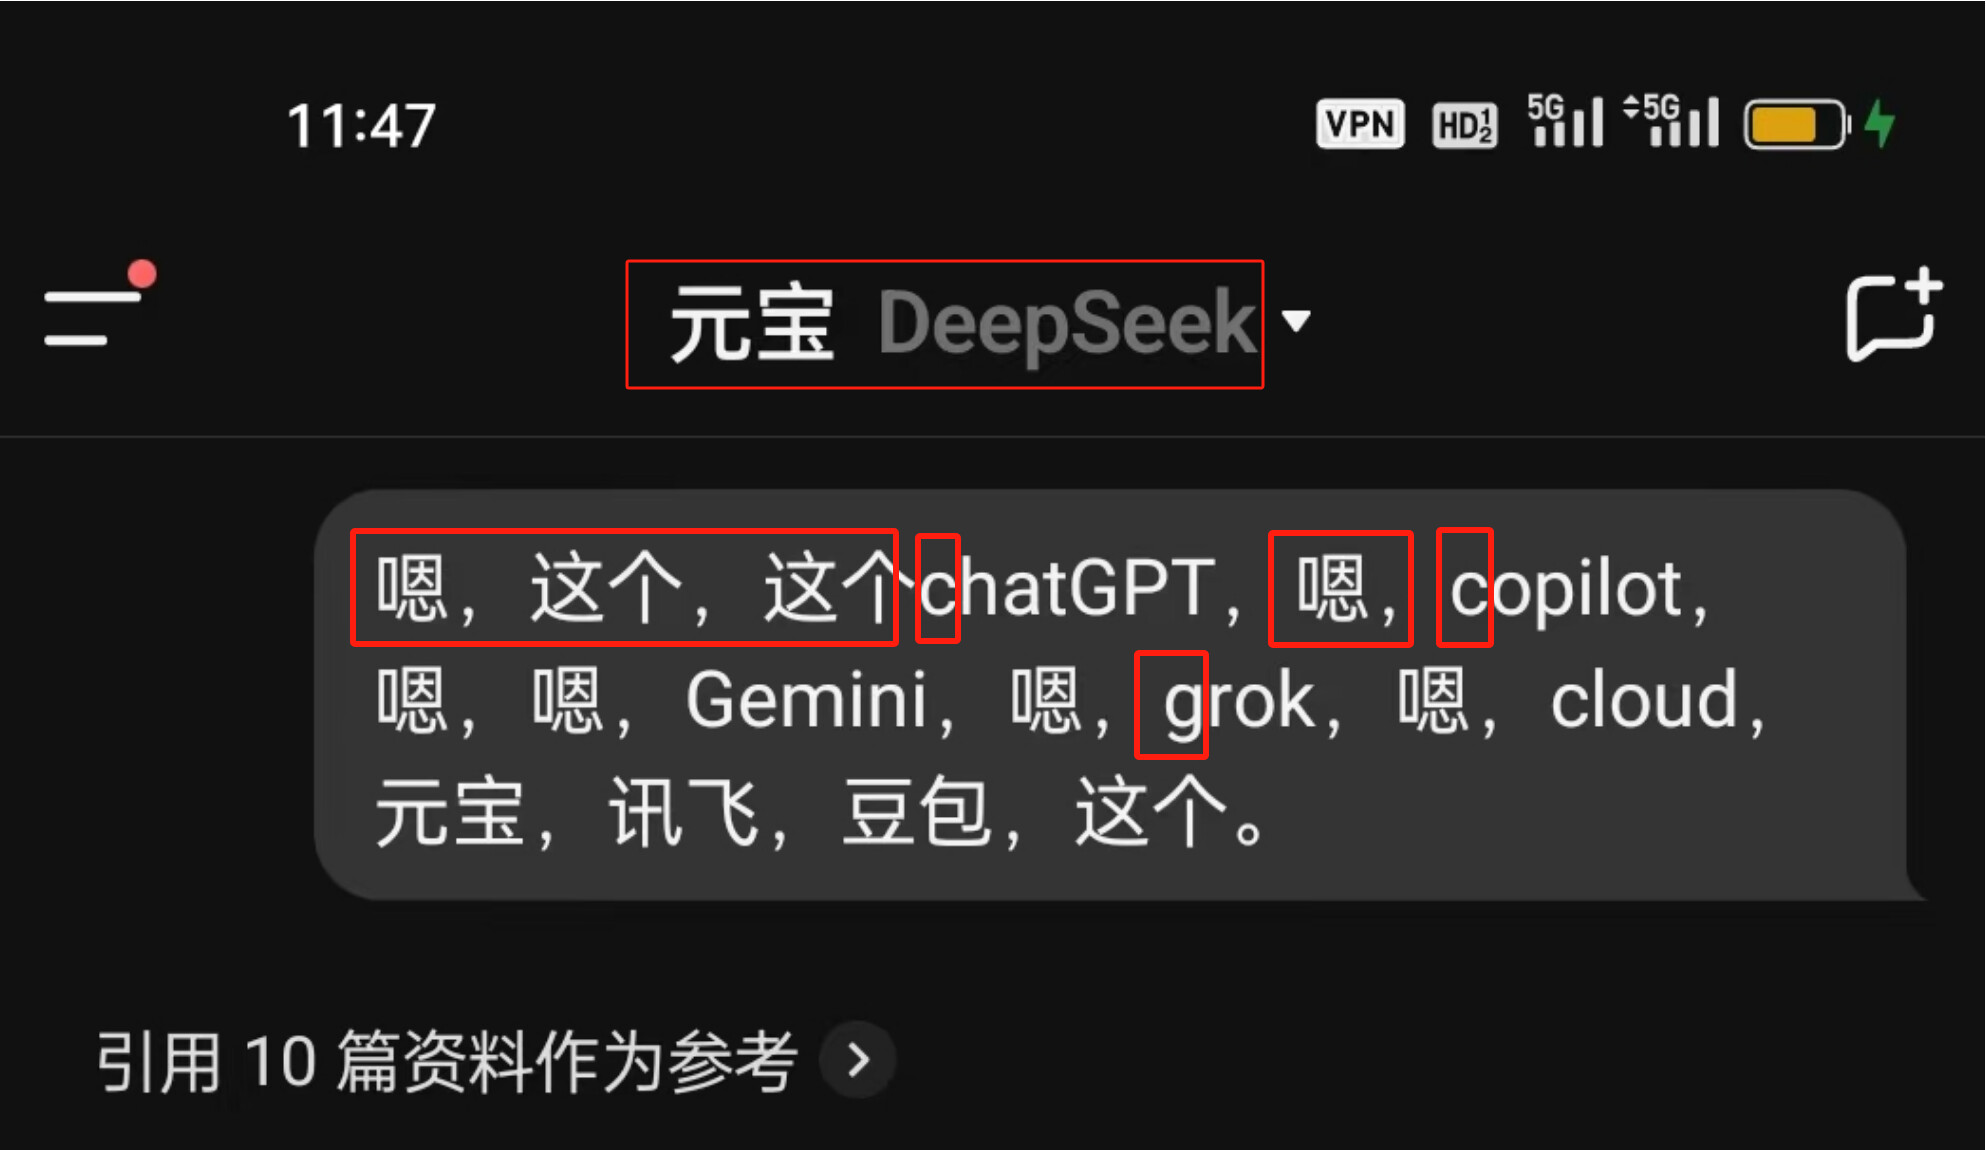 11:47 VPN HD12 5G 5G
元宝 DeepSeek
嗯，这个，这个chatGPT，嗯，copilot，
嗯，嗯，Gemini，嗯，grok，嗯，cloud，
元宝，讯飞，豆包，这个。
引用 10 篇资料作为参考